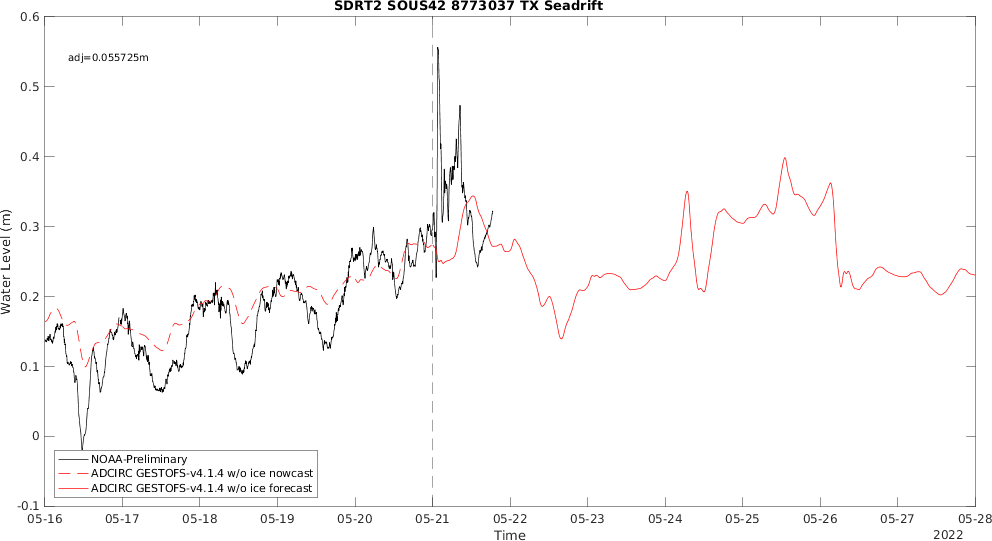 SDRT2 SOUS42 8773037 TX Seadrift
adj=0.055725m
Water Level (m)
0.6
0.5
0.4
0.3
0.2
0.1
0
-0.1
NOAA-Preliminary
ADCIRC GESTOFS-v4.1.4 w/o ice nowcast
ADCIRC GESTOFS-v4.1.4 w/o ice forecast
05-16 05-17 05-18 05-19 05-20 05-21 05-22 05-23 05-24 05-25 05-26 05-27 05-28
Time
2022